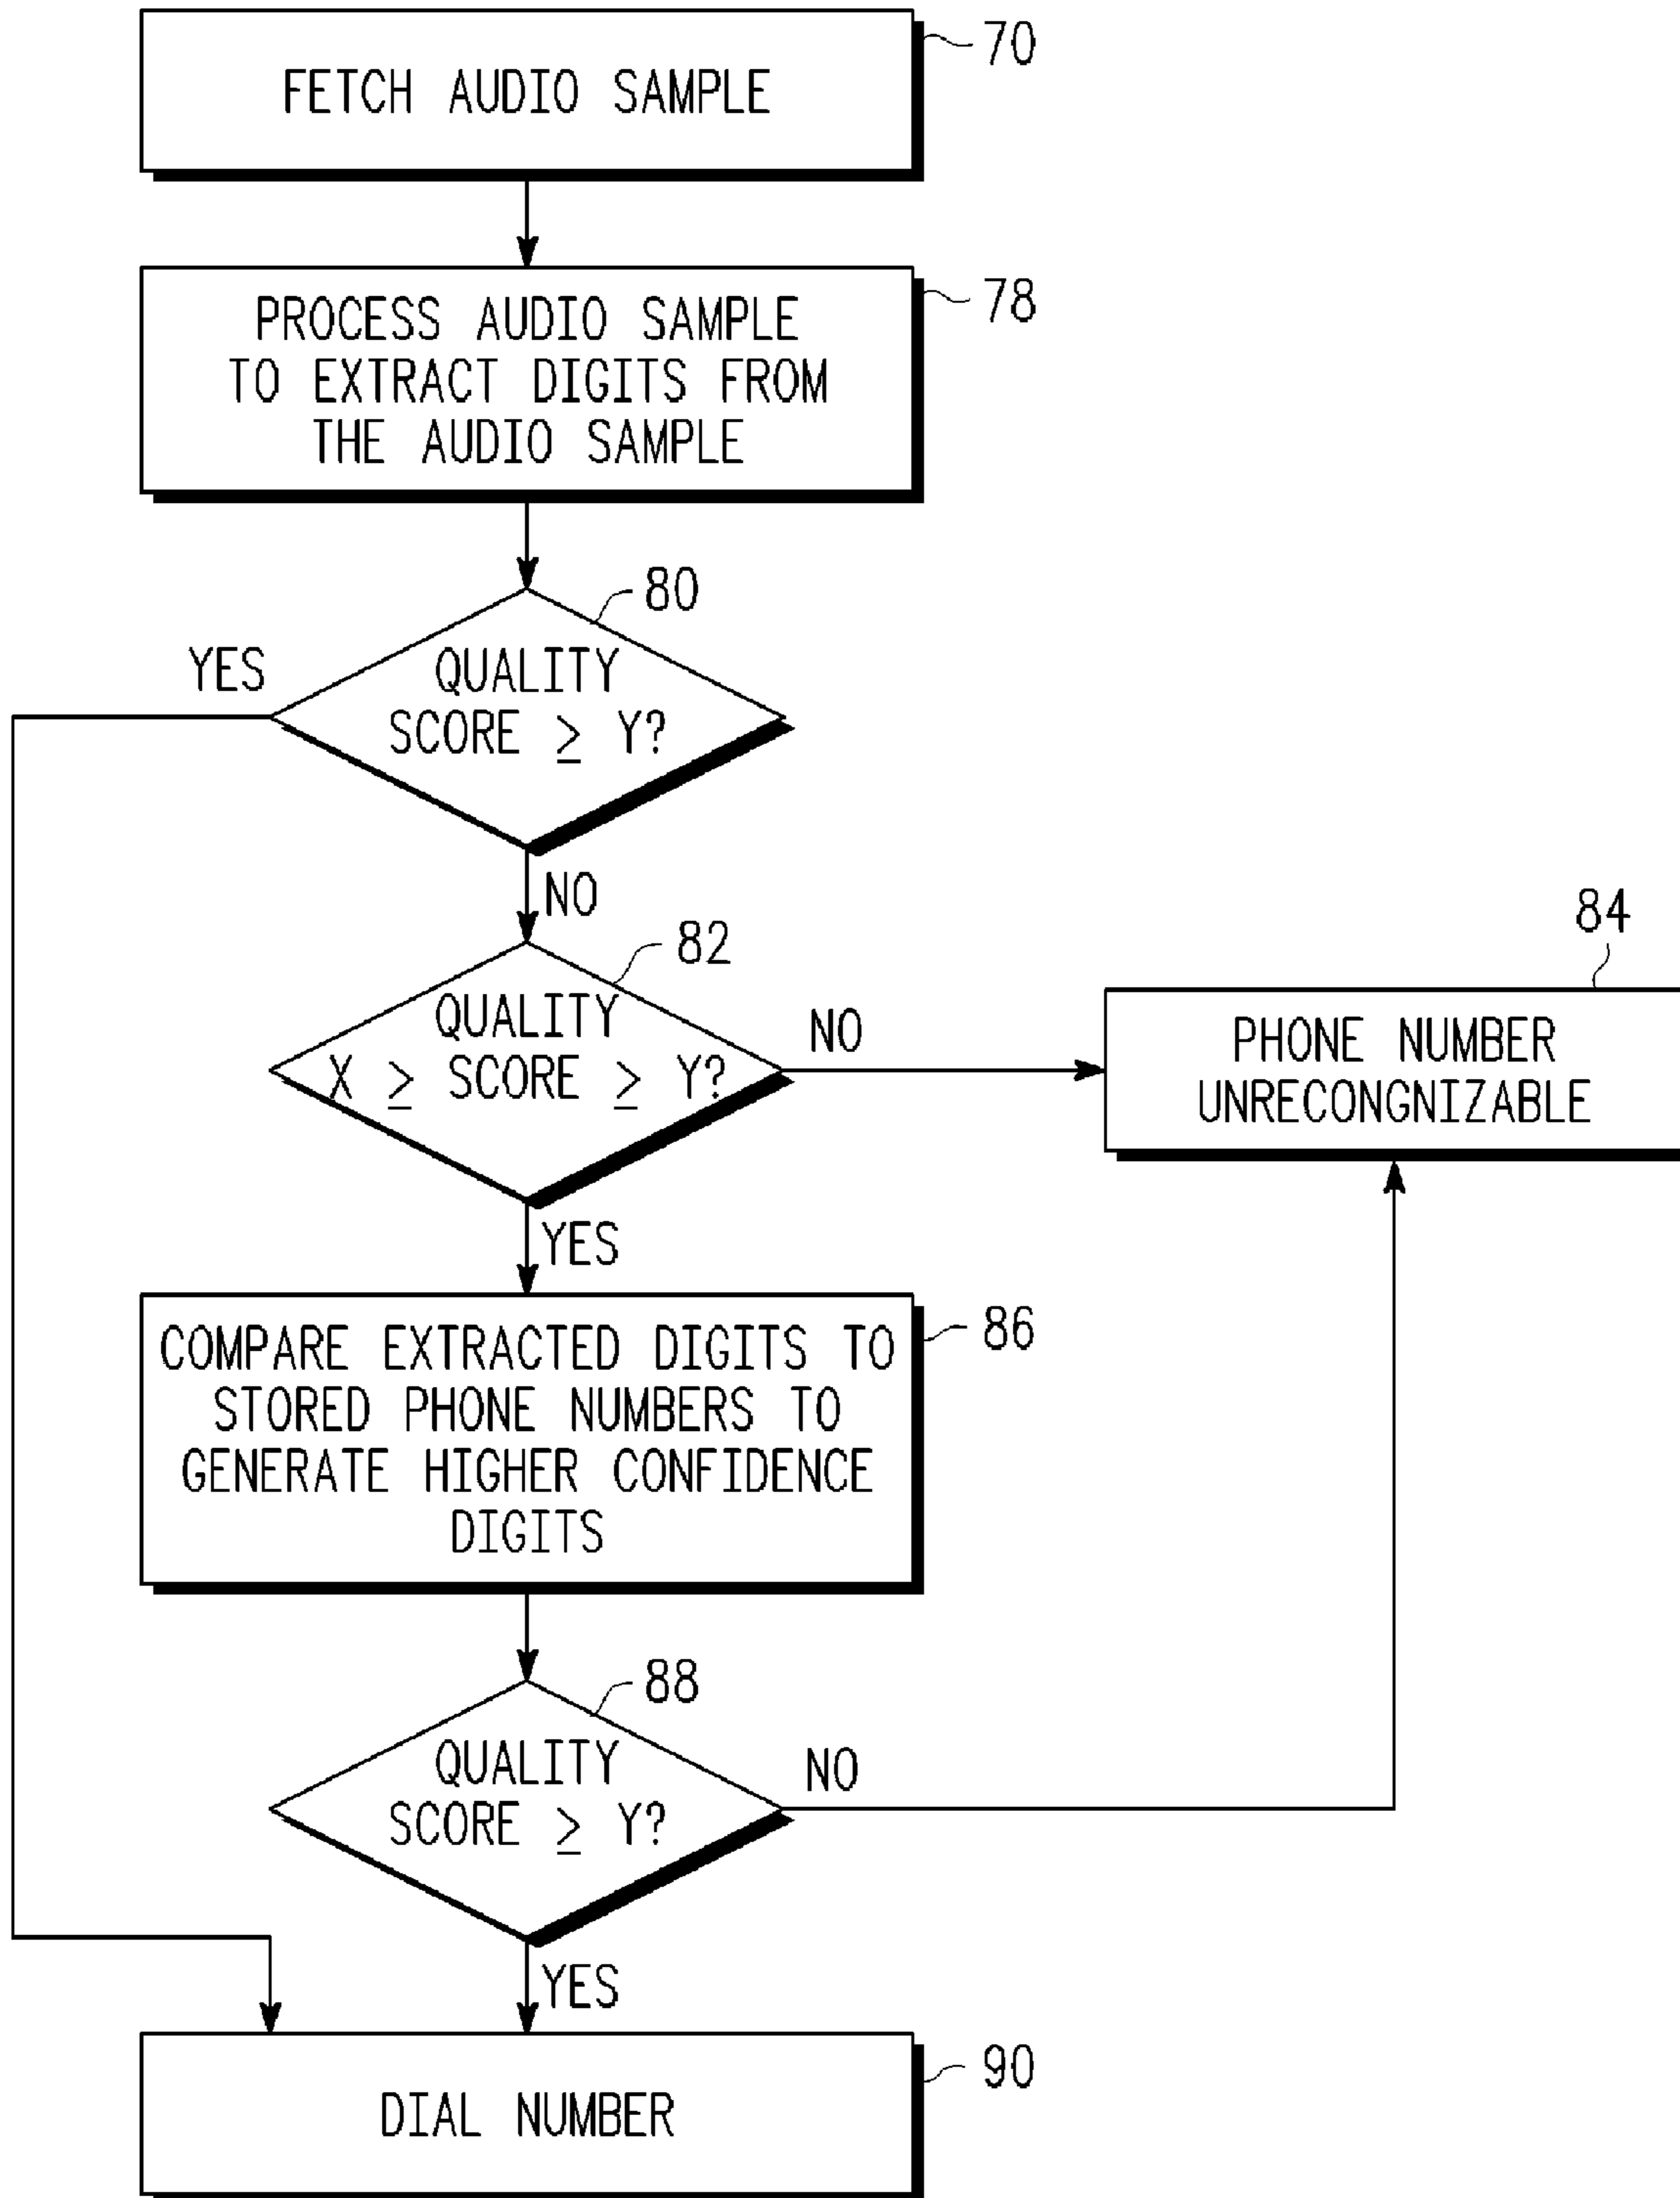 FETCH AUDIO SAMPLE
70
PROCESS AUDIO SAMPLE
TO EXTRACT DIGITS FROM
THE AUDIO SAMPLE
78
80
YES
QUALITY
SCORE ≥ Y?
NO
82
QUALITY
X ≥ SCORE ≥ Y?
NO
84
PHONE NUMBER
UNRECONGNIZABLE
YES
COMPARE EXTRACTED DIGITS TO
STORED PHONE NUMBERS TO
GENERATE HIGHER CONFIDENCE
DIGITS
86
88
QUALITY
SCORE ≥ Y?
NO
YES
DIAL NUMBER
90